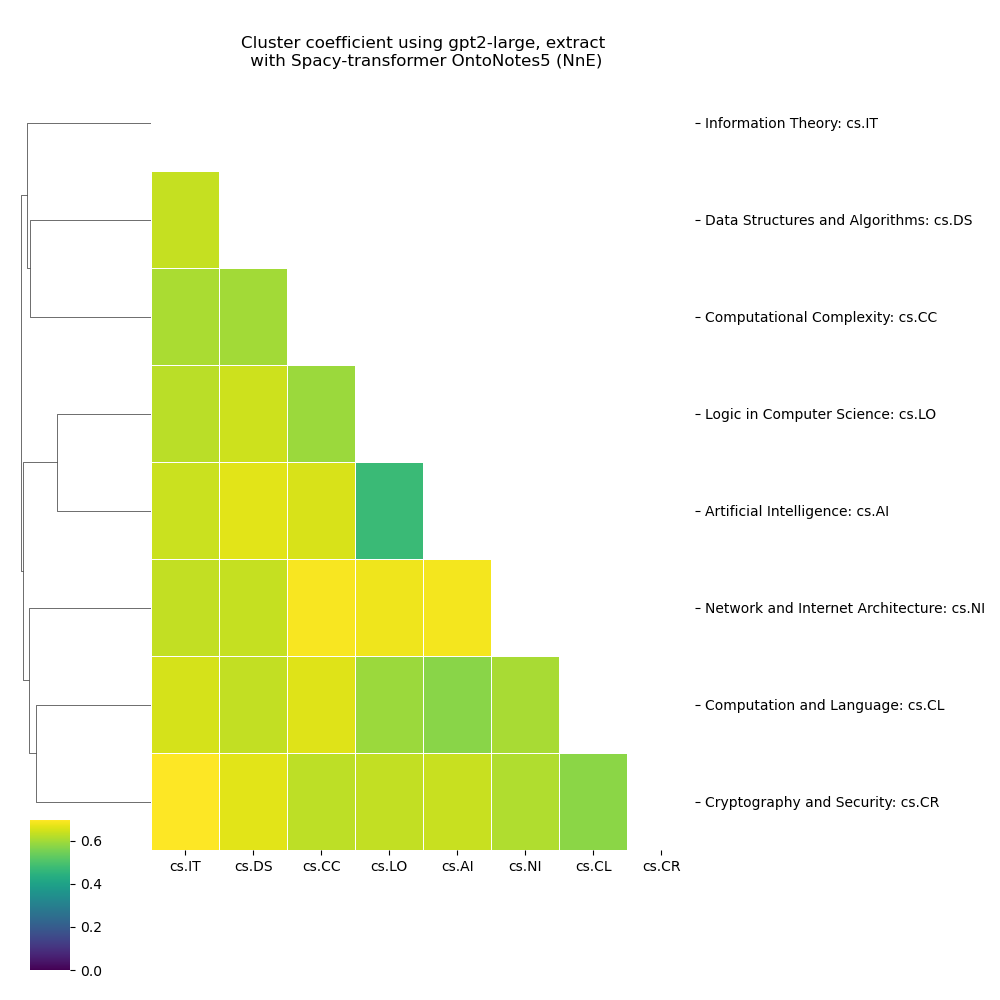 Cluster coefficient using gpt2-large, extract
with Spacy-transformer OntoNotes5 (NnE)
Information Theory: cs.IT
Data Structures and Algorithms: cs.DS
Computational Complexity: cs.CC
Logic in Computer Science: cs.LO
Artificial Intelligence: cs.AI
Network and Internet Architecture: cs.NI
Computation and Language: cs.CL
Cryptography and Security: cs.CR
cs.IT cs.DS cs.CC cs.LO cs.AI cs.NI cs.CL cs.CR
0.6
0.4
0.2
0.0